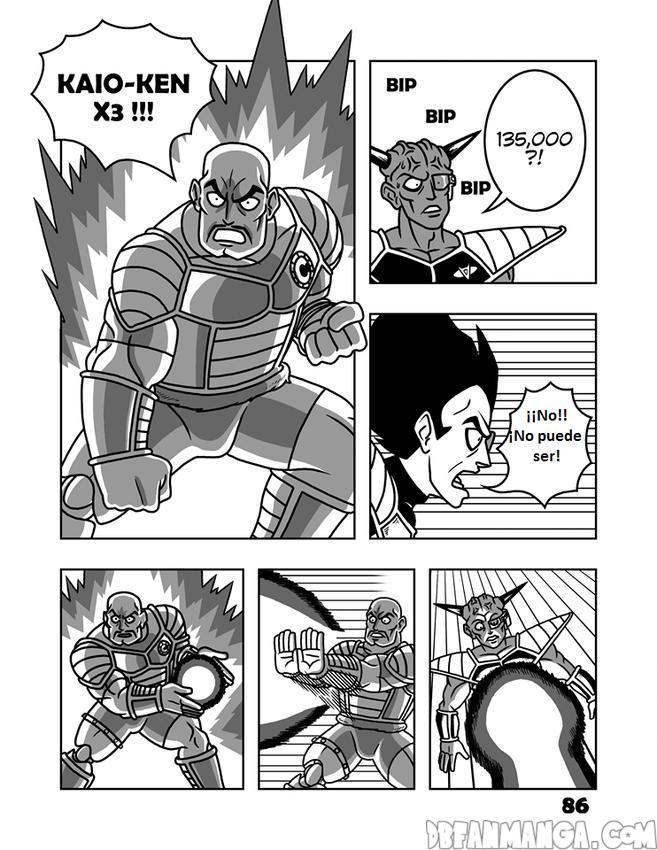 KAIO-KEN
X3 !!!
BIP
BIP
BIP
135,000
?!
¡¡No!!
¡No puede
ser!
86
DBFANMANGA.COM